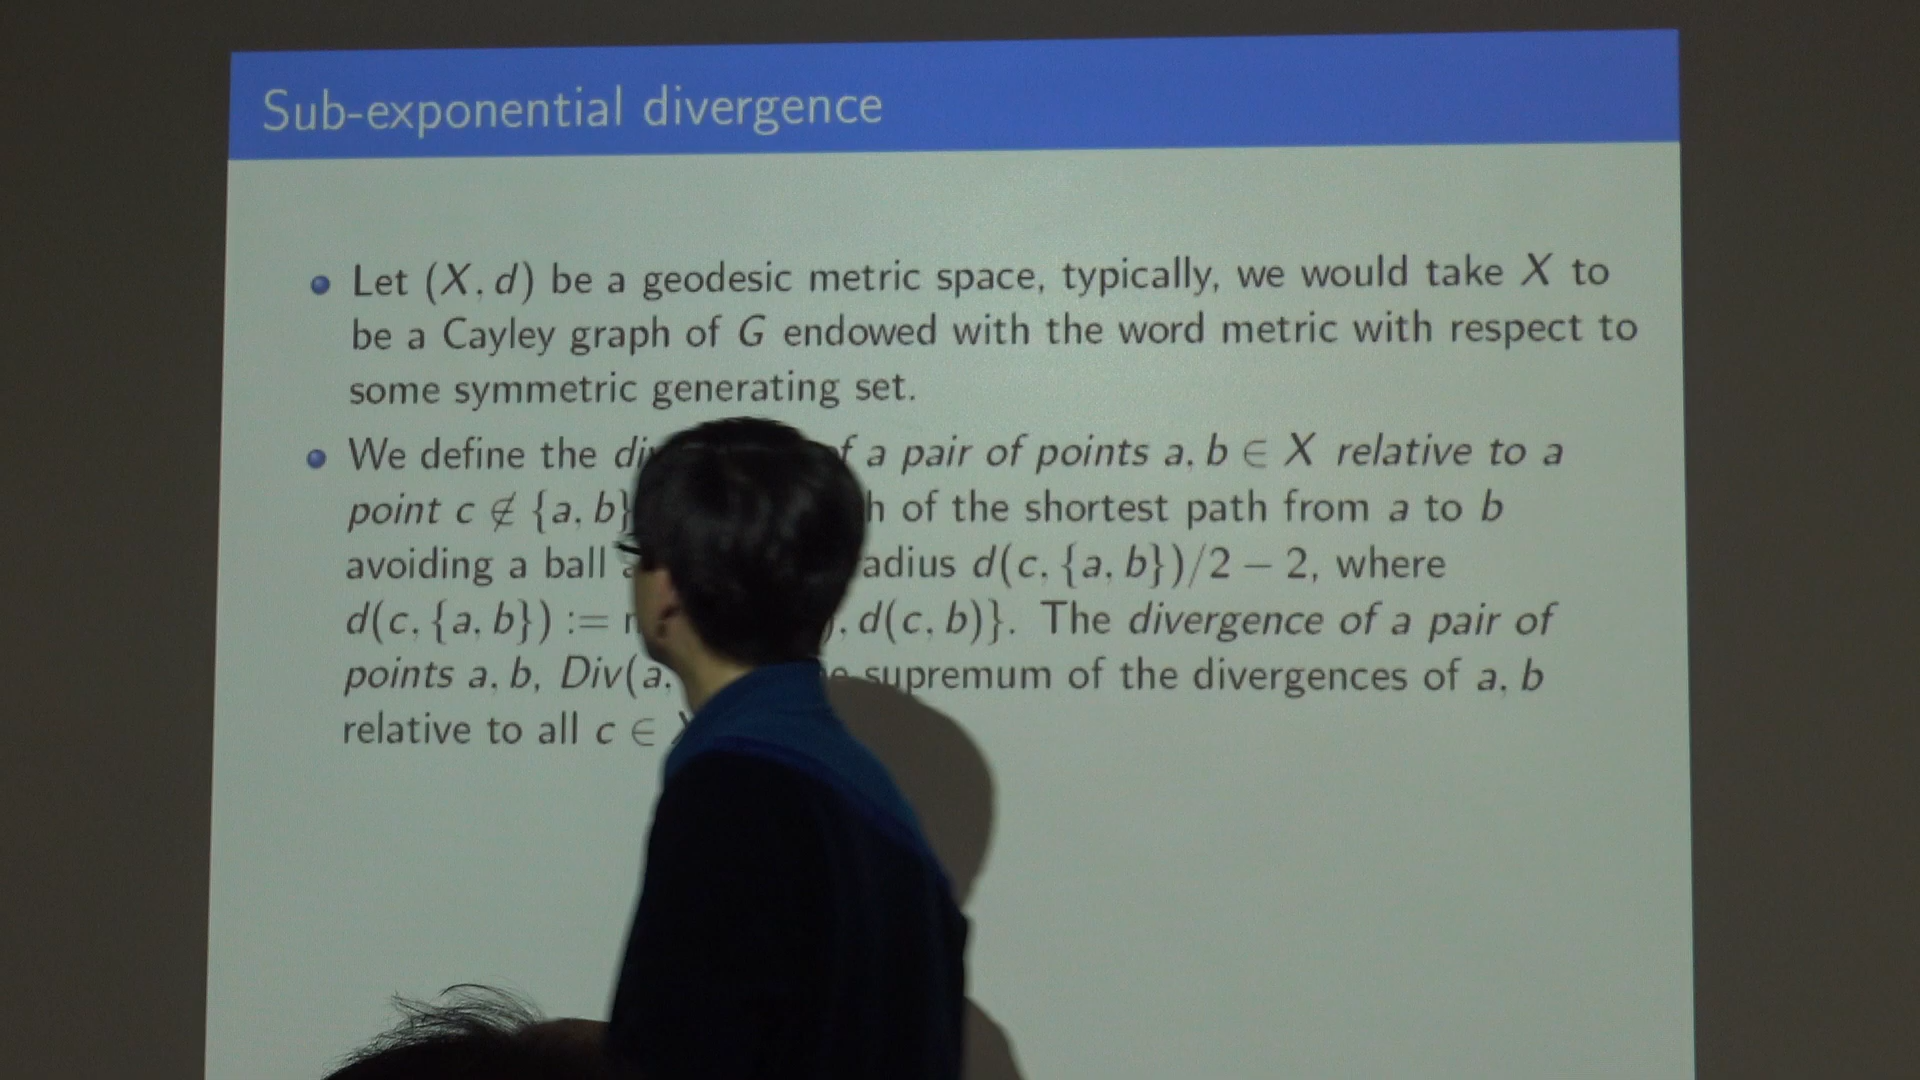 Sub-exponential divergence
Let (X, d) be a geodesic metric space, typically, we would take X to
be a Cayley graph of G endowed with the word metric with respect to
some symmetric generating set.
We define the of a pair of points a, b ∈ X relative to a
point c ∉ {a, b} of the shortest path from a to b
avoiding a ball d(c, {a, b})/2 − 2, where
d(c, {a, b}) := , d(c, b)}. The divergence of a pair of
points a, b, Div(a, supremum of the divergences of a, b
relative to all c ∈